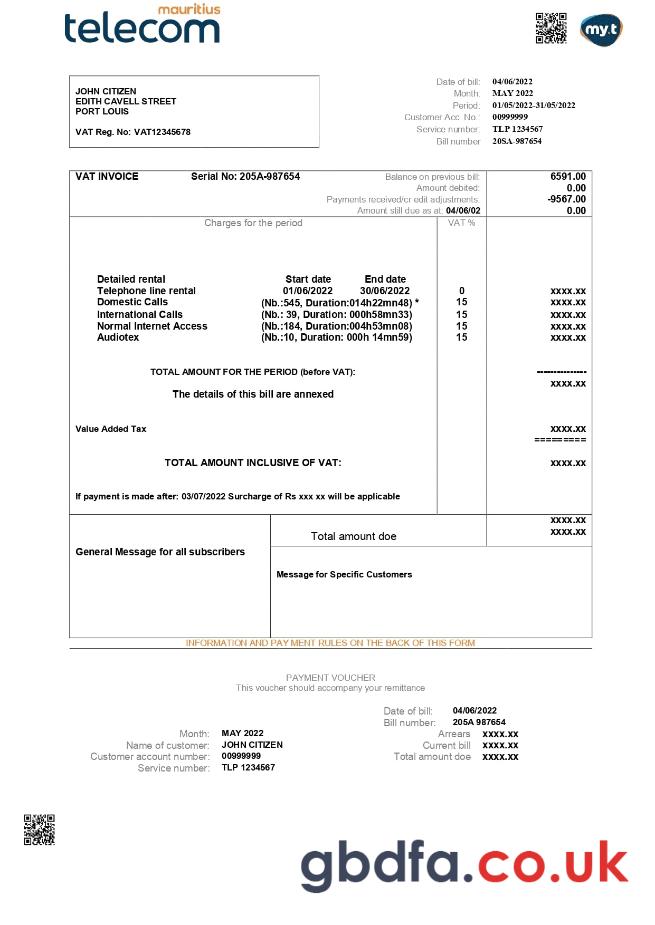 mauritius
telecom
my.t
JOHN CITIZEN
EDITH CAVELL STREET
PORT LOUIS
VAT Reg. No: VAT12345678
Date of bill: 04/06/2022
Month: MAY 2022
Period: 01/05/2022-31/05/2022
Customer Acc. No.: 00999999
Service number: TLP 1234567
Bill number 20SA-987654
VAT INVOICE Serial No: 205A-987654 Balance on previous bill: 6591.00
Amount debited: 0.00
Payments received/or edit adjustments: -9567.00
Amount still due as at: 04/06/02 0.00
Charges for the period VAT %
Detailed rental Start date End date
Telephone line rental 01/06/2022 30/06/2022 0 xxxx.xx
Domestic Calls (Nb.:545, Duration:014h22mn48) * 15 xxxx.xx
International Calls (Nb.: 39, Duration: 000h58mn33) 15 xxxx.xx
Normal Internet Access (Nb.:184, Duration:004h53mn08) 15 xxxx.xx
Audiotex (Nb.:10, Duration: 000h 14mn59) 15 xxxx.xx
TOTAL AMOUNT FOR THE PERIOD (before VAT): --------------
xxxx.xx
The details of this bill are annexed
Value Added Tax xxxx.xx
=========
TOTAL AMOUNT INCLUSIVE OF VAT: xxxx.xx
If payment is made after: 03/07/2022 Surcharge of Rs xxx xx will be applicable
xxxx.xx
Total amount doe xxxx.xx
General Message for all subscribers
Message for Specific Customers
INFORMATION AND PAY MENT RULES ON THE BACK OF THIS FORM
PAYMENT VOUCHER
This voucher should accompany your remittance
Date of bill: 04/06/2022
Bill number: 205A 987654
Month: MAY 2022 Arrears xxxx.xx
Name of customer: JOHN CITIZEN Current bill xxxx.xx
Customer account number: 00999999 Total amount doe xxxx.xx
Service number: TLP 1234567
gbdfa.co.uk